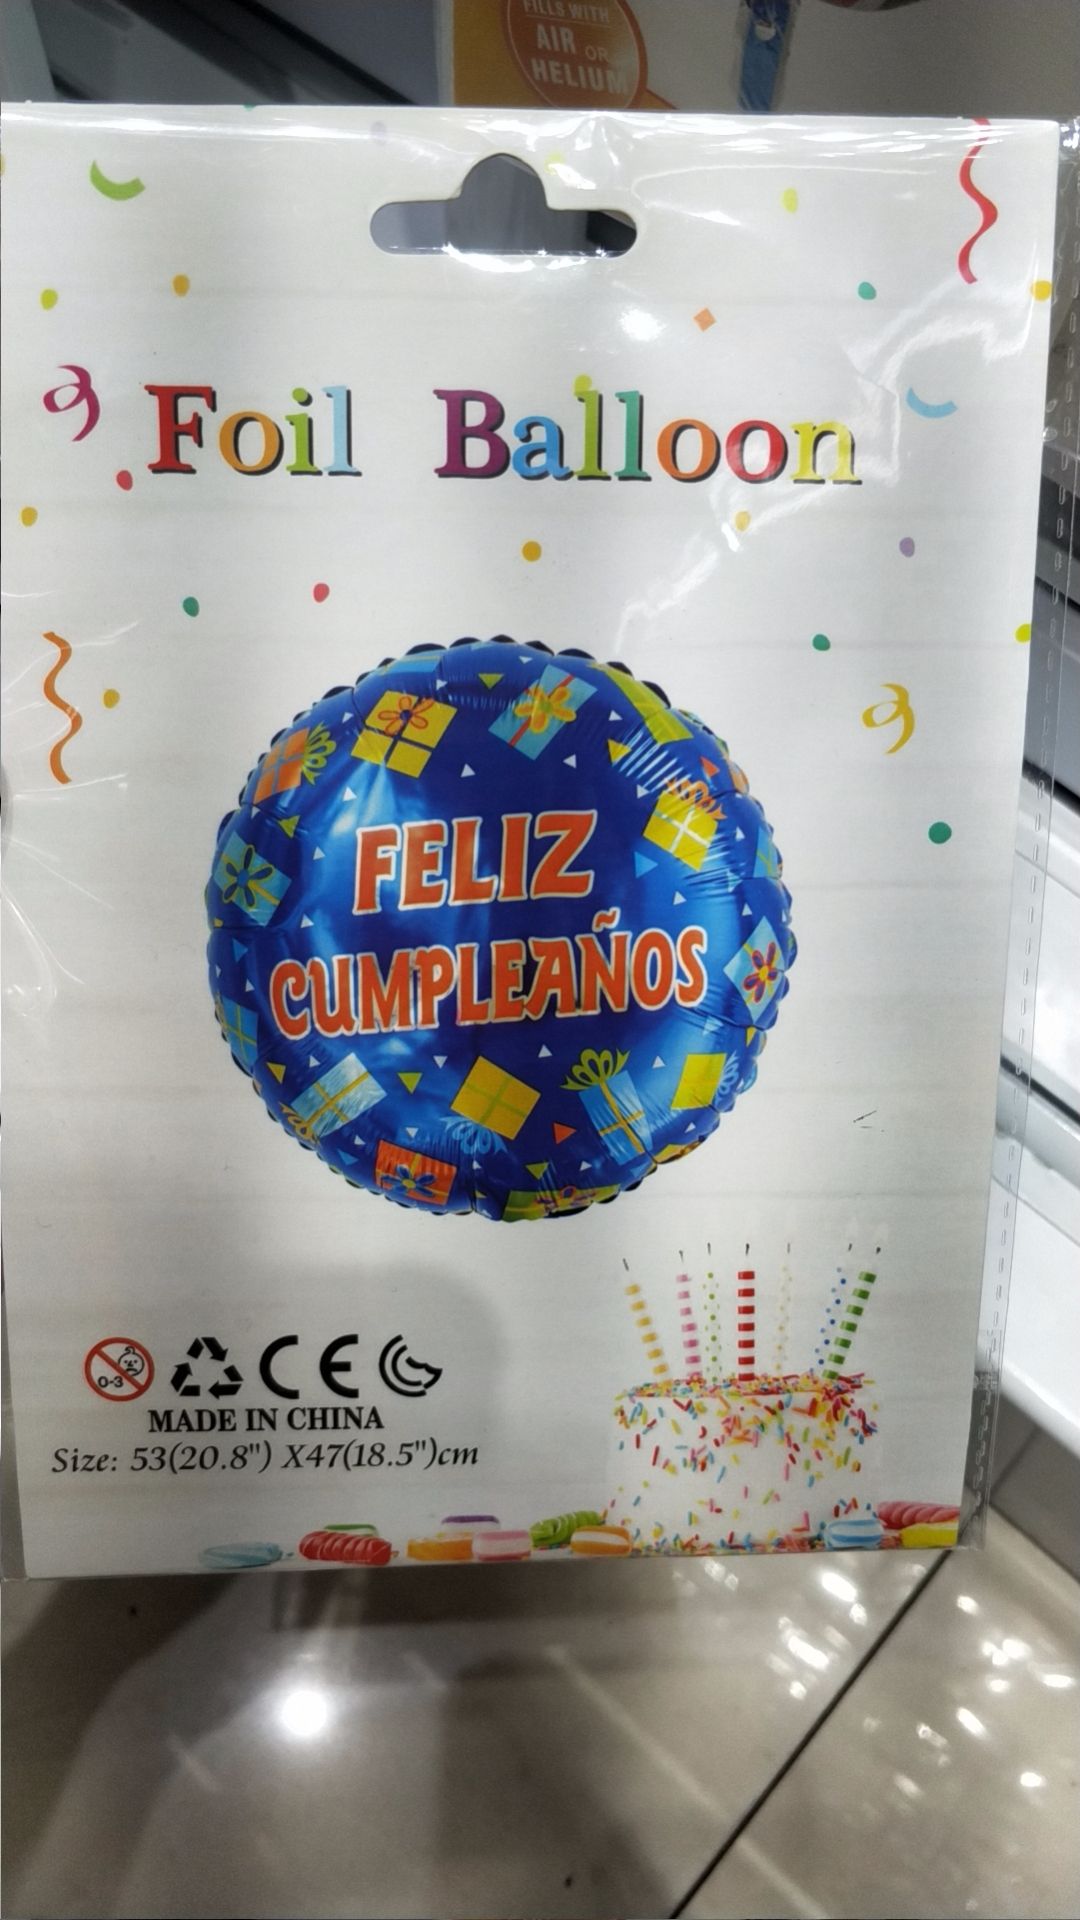 FILLS WITH
AIR OR
HELIUM
Foil Balloon
FELIZ
CUMPLEAÑOS
0-3 CE
MADE IN CHINA
Size: 53(20.8") X47(18.5")cm